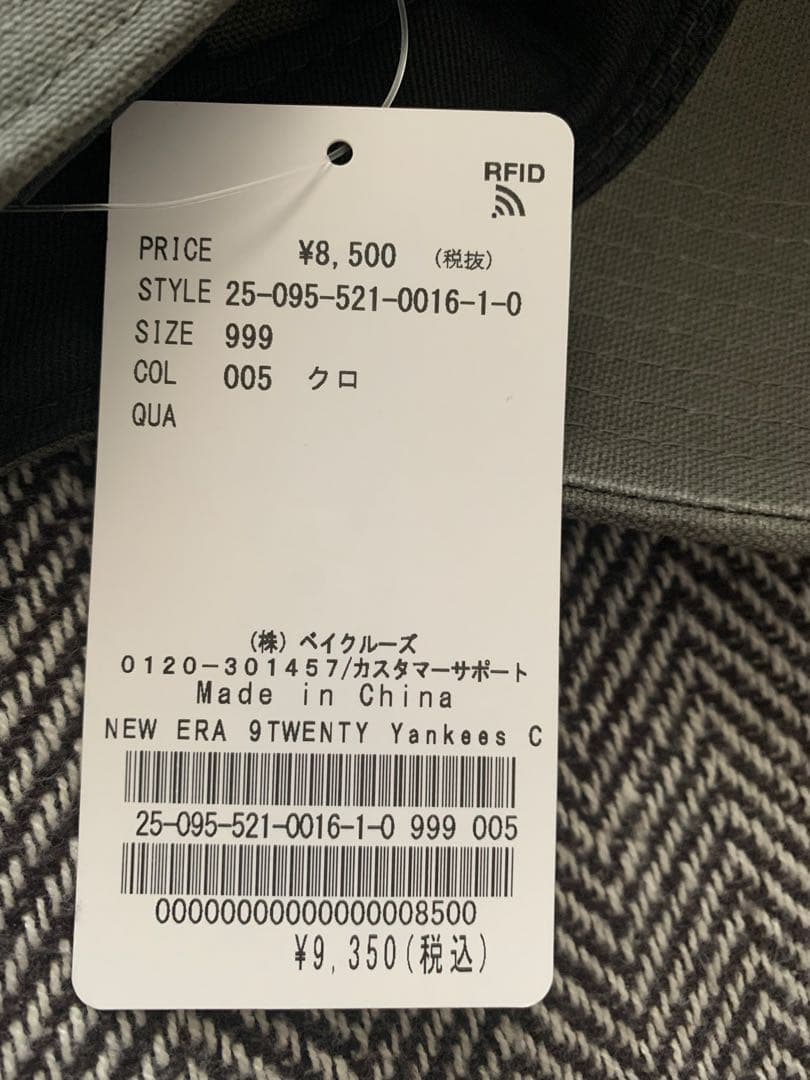 RFID
PRICE ¥8,500 (税抜)
STYLE 25-095-521-0016-1-0
SIZE 999
COL 005 クロ
QUA
(株) ベイクルーズ
0120-301457/カスタマーサポート
Made in China
NEW ERA 9TWENTY Yankees C
25-095-521-0016-1-0 999 005
00000000000000008500
¥9,350(税込)